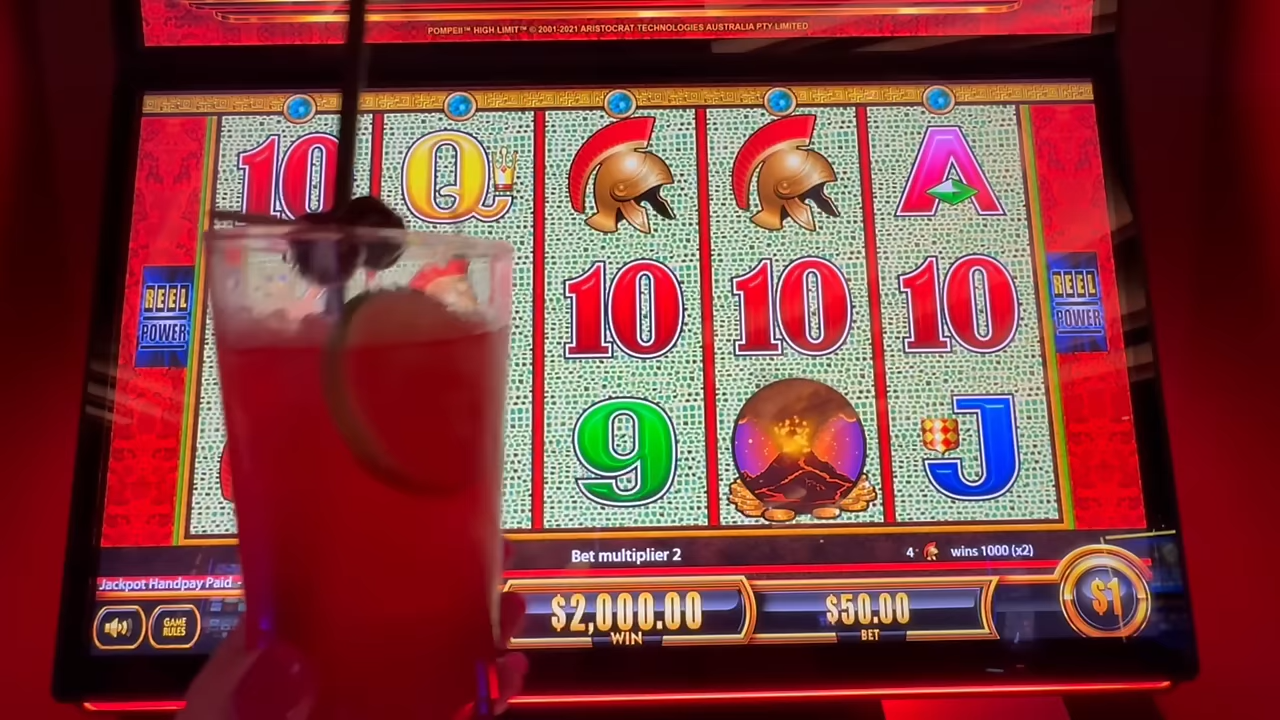 POMPEII™ HIGH LIMIT™ © 2001-2021 ARISTOCRAT TECHNOLOGIES AUSTRALIA PTY LIMITED
10 Q A
REEL POWER 10 10 10 REEL POWER
9 J
Bet multiplier 2
4 wins 1000 (x2)
Jackpot Handpay Paid -
GAME RULES
$2,000.00
WIN
$50.00
BET
$1